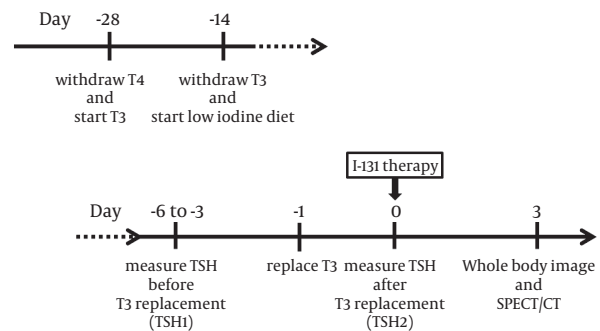 Day -28 -14
withdraw T4 withdraw T3
and and
start T3 start low iodine diet
I-131 therapy
Day -6 to -3 -1 0 3
measure TSH replace T3 measure TSH Whole body image
before after and
T3 replacement T3 replacement SPECT/CT
(TSH1) (TSH2)